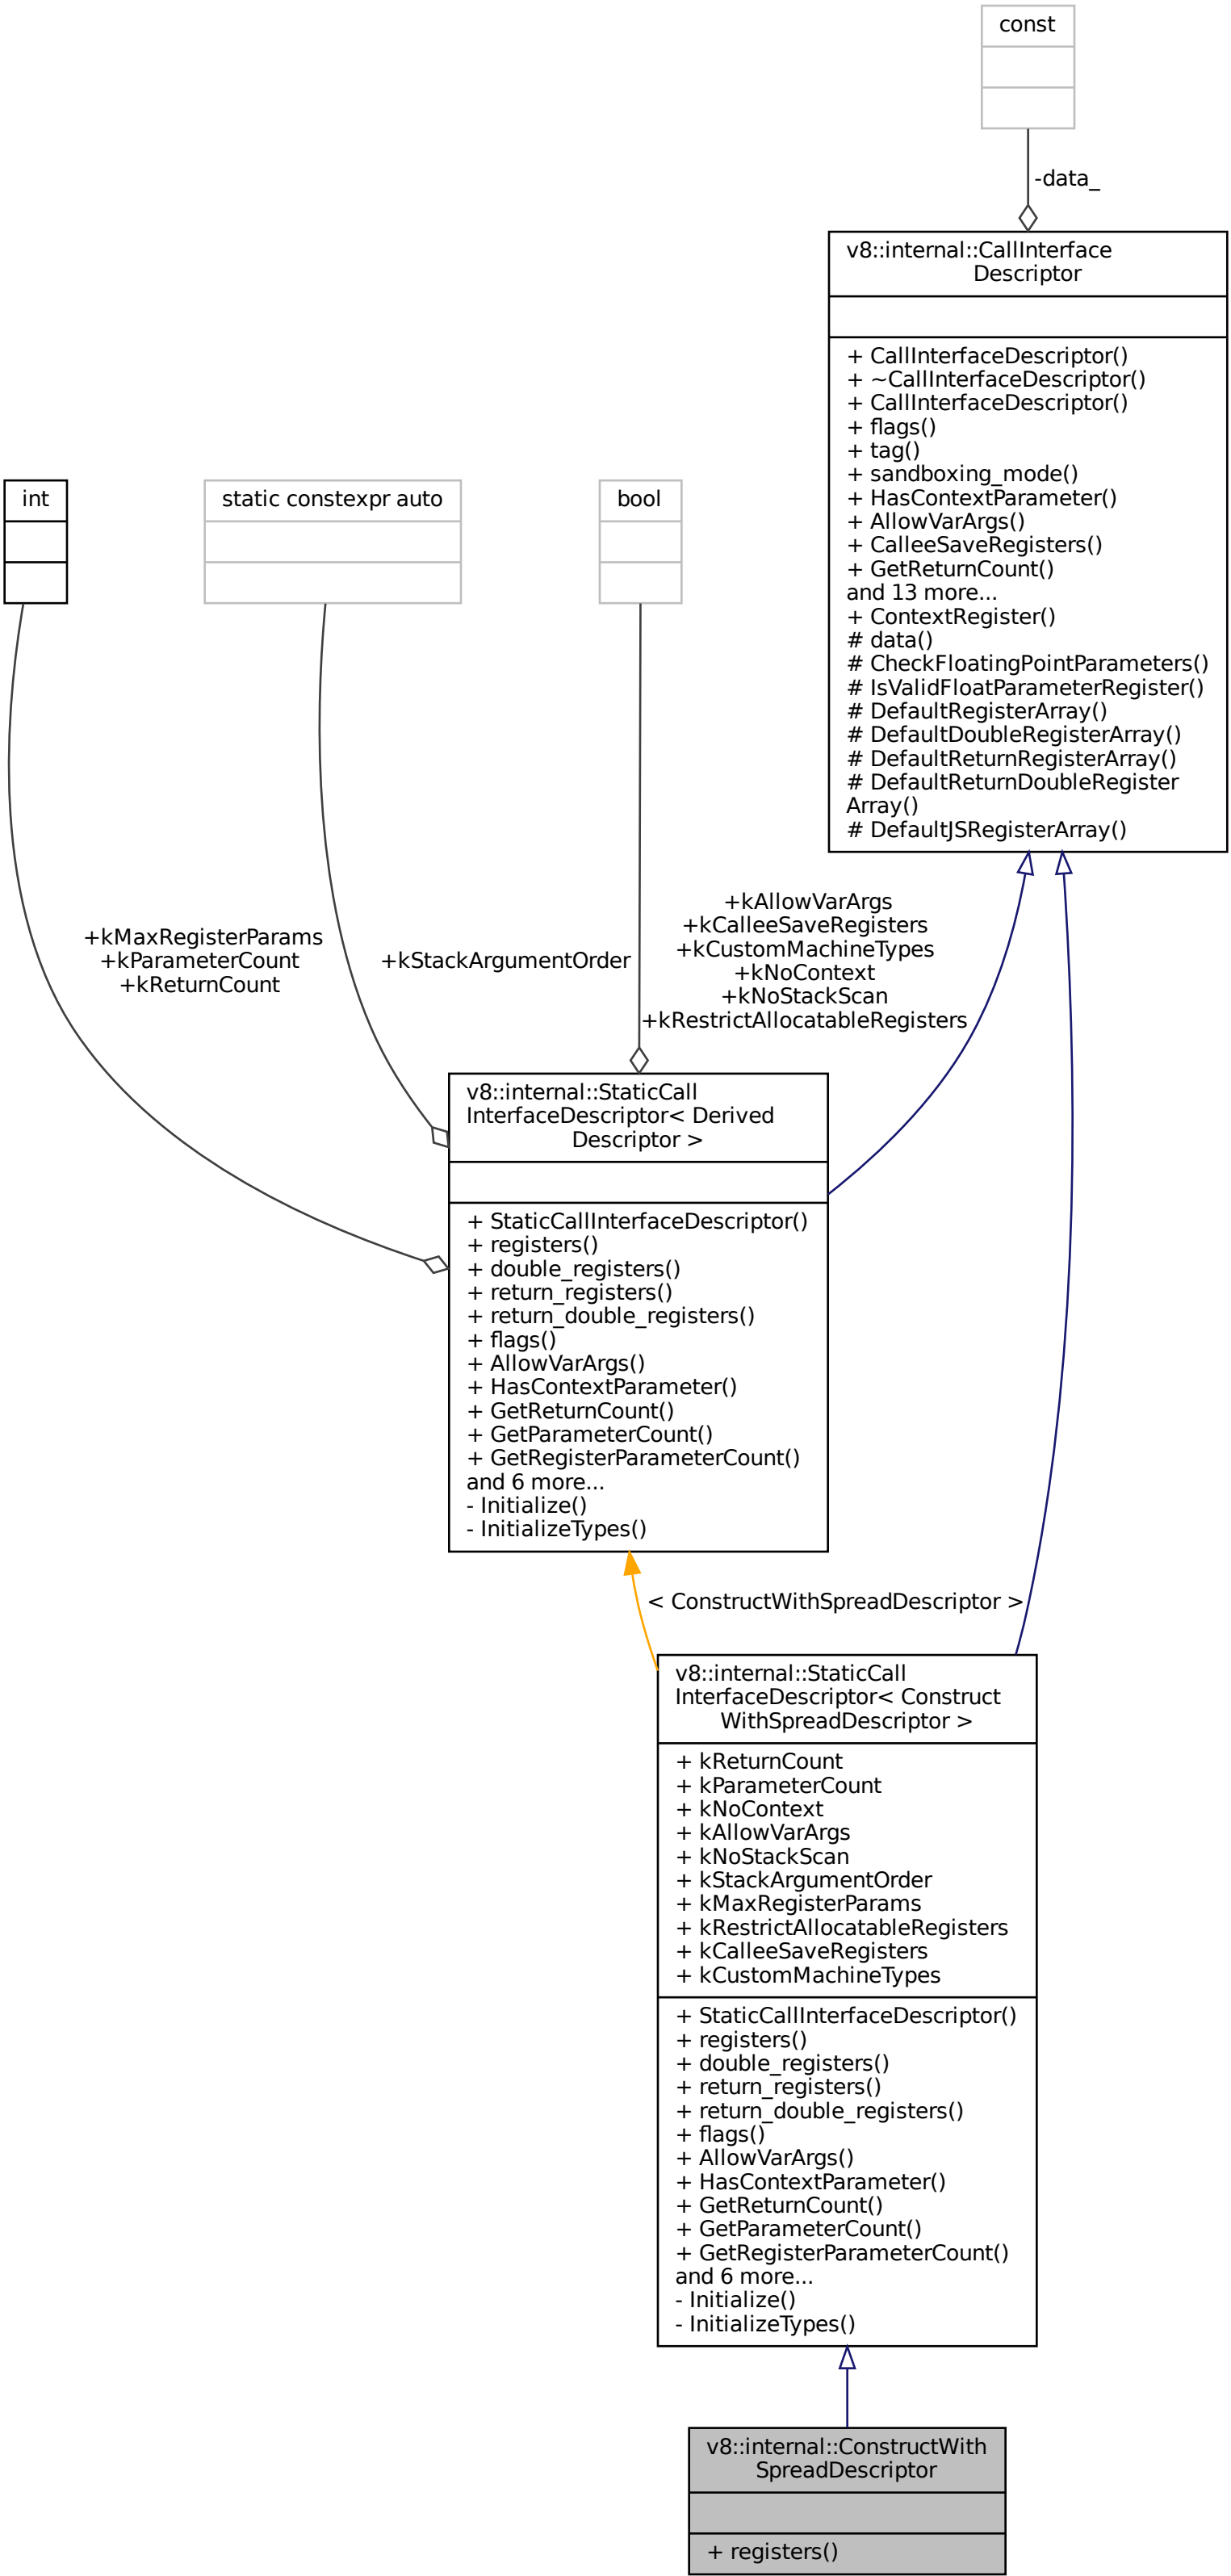 const
-data_
v8::internal::CallInterface
Descriptor
+ CallInterfaceDescriptor()
+ ~CallInterfaceDescriptor()
+ CallInterfaceDescriptor()
+ flags()
+ tag()
+ sandboxing_mode()
+ HasContextParameter()
+ AllowVarArgs()
+ CalleeSaveRegisters()
+ GetReturnCount()
and 13 more...
+ ContextRegister()
# data()
# CheckFloatingPointParameters()
# IsValidFloatParameterRegister()
# DefaultRegisterArray()
# DefaultDoubleRegisterArray()
# DefaultReturnRegisterArray()
# DefaultReturnDoubleRegister
Array()
# DefaultJSRegisterArray()
int
static constexpr auto
bool
+kMaxRegisterParams
+kParameterCount
+kReturnCount
+kStackArgumentOrder
+kAllowVarArgs
+kCalleeSaveRegisters
+kCustomMachineTypes
+kNoContext
+kNoStackScan
+kRestrictAllocatableRegisters
v8::internal::StaticCall
InterfaceDescriptor< Derived
Descriptor >
+ StaticCallInterfaceDescriptor()
+ registers()
+ double_registers()
+ return_registers()
+ return_double_registers()
+ flags()
+ AllowVarArgs()
+ HasContextParameter()
+ GetReturnCount()
+ GetParameterCount()
+ GetRegisterParameterCount()
and 6 more...
- Initialize()
- InitializeTypes()
< ConstructWithSpreadDescriptor >
v8::internal::StaticCall
InterfaceDescriptor< Construct
WithSpreadDescriptor >
+ kReturnCount
+ kParameterCount
+ kNoContext
+ kAllowVarArgs
+ kNoStackScan
+ kStackArgumentOrder
+ kMaxRegisterParams
+ kRestrictAllocatableRegisters
+ kCalleeSaveRegisters
+ kCustomMachineTypes
+ StaticCallInterfaceDescriptor()
+ registers()
+ double_registers()
+ return_registers()
+ return_double_registers()
+ flags()
+ AllowVarArgs()
+ HasContextParameter()
+ GetReturnCount()
+ GetParameterCount()
+ GetRegisterParameterCount()
and 6 more...
- Initialize()
- InitializeTypes()
v8::internal::ConstructWith
SpreadDescriptor
+ registers()